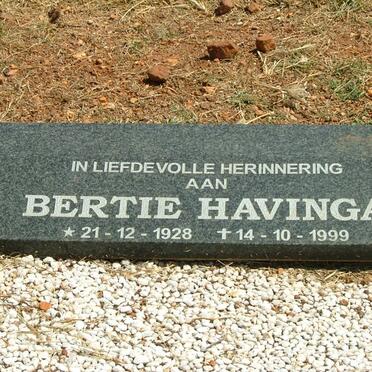 IN LIEFDEVOLLE HERINNERING
AAN
BERTIE HAVINGA
★ 21 - 12 - 1928 ✝ 14 - 10 - 1999